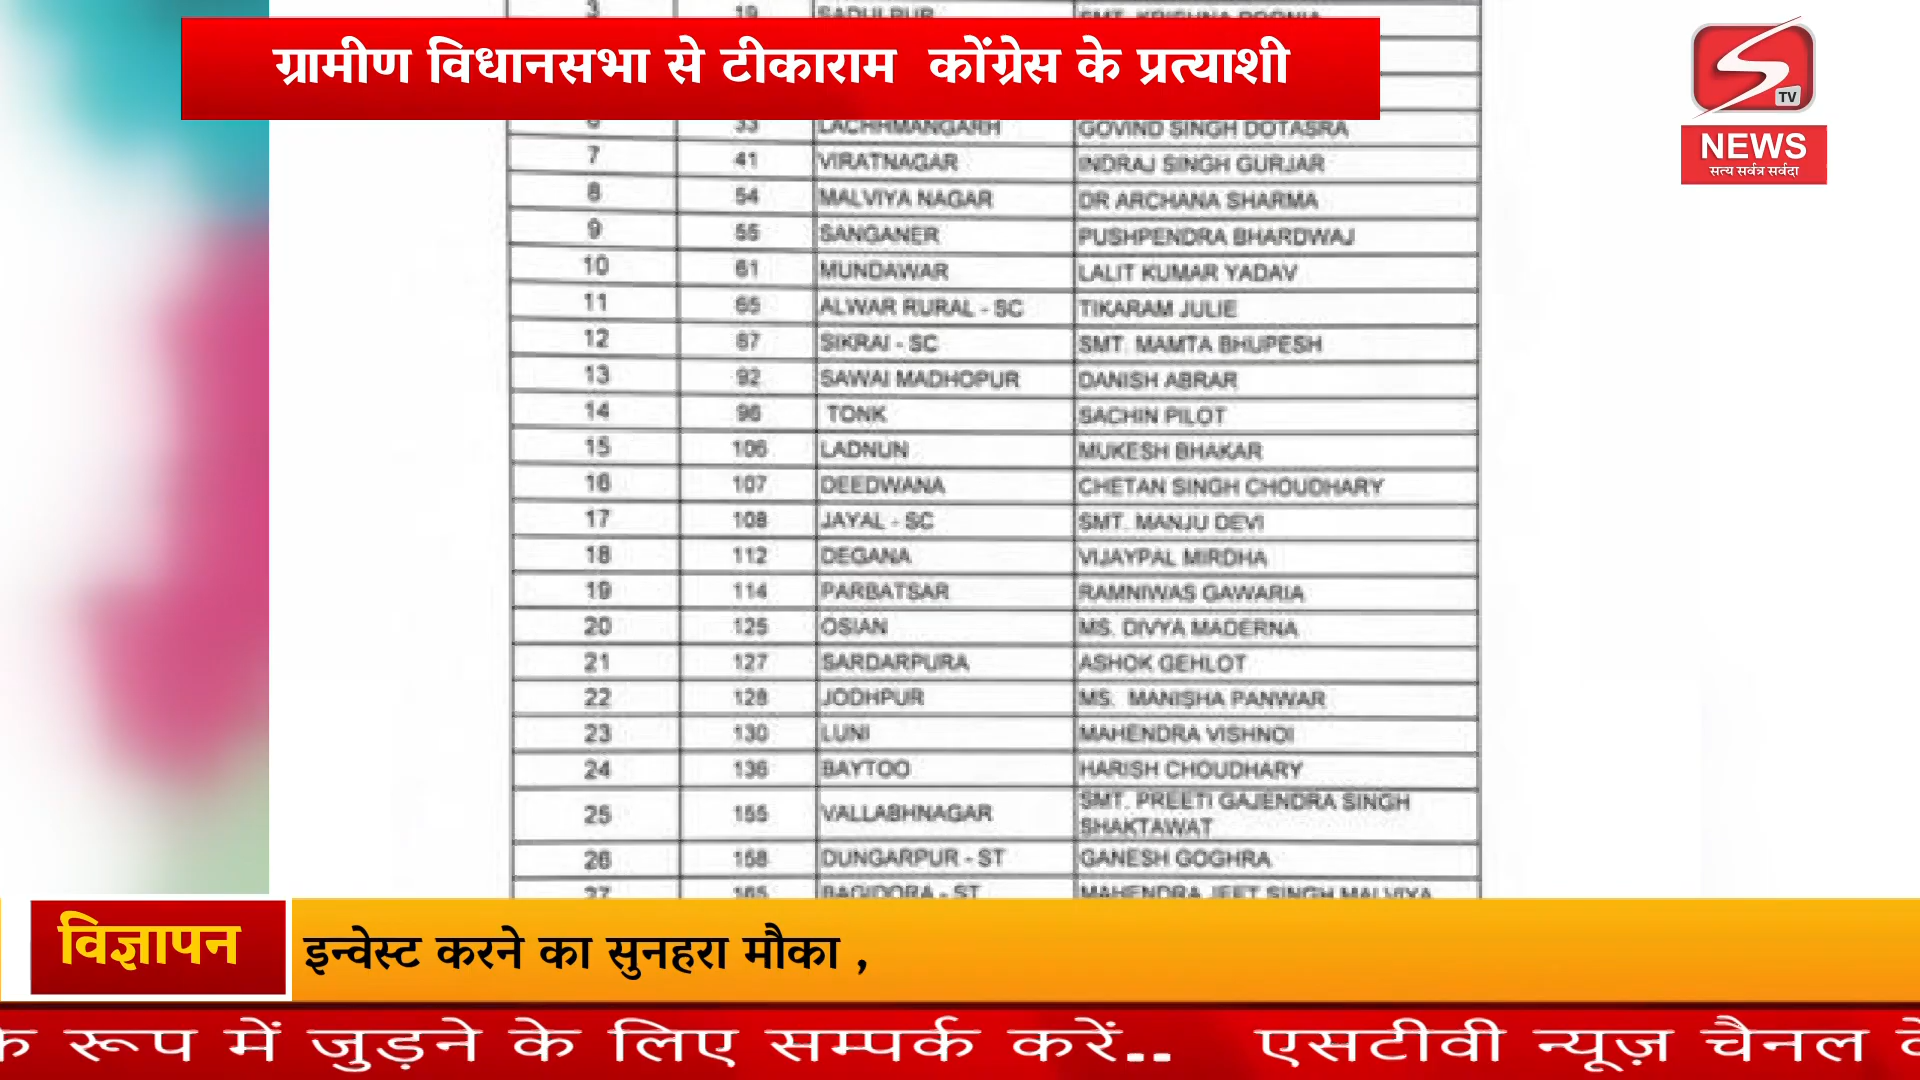 3 19 SADULPUR SMT. KRISHNA POONIA
ग्रामीण विधानसभा से टीकाराम कोंग्रेस के प्रत्याशी
S TV
NEWS
सत्य सर्वत्र सर्वदा
6 33 LACHHMANGARH GOVIND SINGH DOTASRA
7 41 VIRATNAGAR INDRAJ SINGH GURJAR
8 54 MALVIYA NAGAR DR ARCHANA SHARMA
9 55 SANGANER PUSHPENDRA BHARDWAJ
10 61 MUNDAWAR LALIT KUMAR YADAV
11 65 ALWAR RURAL - SC TIKARAM JULIE
12 87 SIKRAI - SC SMT. MAMTA BHUPESH
13 92 SAWAI MADHOPUR DANISH ABRAR
14 96 TONK SACHIN PILOT
15 106 LADNUN MUKESH BHAKAR
16 107 DEEDWANA CHETAN SINGH CHOUDHARY
17 108 JAYAL - SC SMT. MANJU DEVI
18 112 DEGANA VIJAYPAL MIRDHA
19 114 PARBATSAR RAMNIWAS GAWARIA
20 125 OSIAN MS. DIVYA MADERNA
21 127 SARDARPURA ASHOK GEHLOT
22 128 JODHPUR MS. MANISHA PANWAR
23 130 LUNI MAHENDRA VISHNOI
24 136 BAYTOO HARISH CHOUDHARY
25 155 VALLABHNAGAR SMT. PREETI GAJENDRA SINGH
SHAKTAWAT
26 158 DUNGARPUR - ST GANESH GOGHRA
27 165 BAGIDORA - ST MAHENDRA JEET SINGH MALVIYA
विज्ञापन
इन्वेस्ट करने का सुनहरा मौका ,
के रूप में जुड़ने के लिए सम्पर्क करें.. एसटीवी न्यूज़ चैनल के